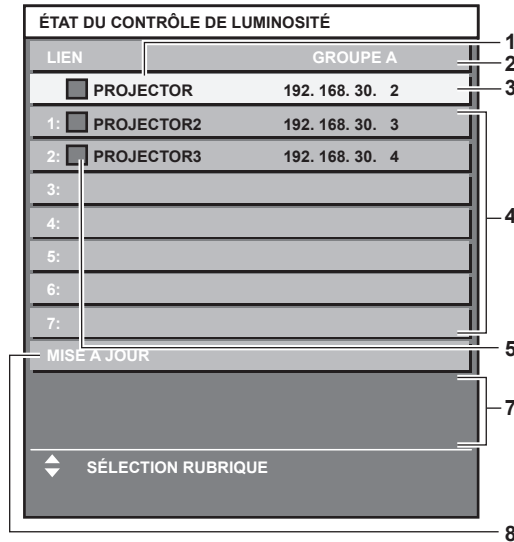 ÉTAT DU CONTRÔLE DE LUMINOSITÉ
LIEN GROUPE A
PROJECTOR 192. 168. 30. 2
1: PROJECTOR2 192. 168. 30. 3
2: PROJECTOR3 192. 168. 30. 4
3:
4:
5:
6:
7:
MISE A JOUR
SÉLECTION RUBRIQUE
1
2
3
4
5
7
8